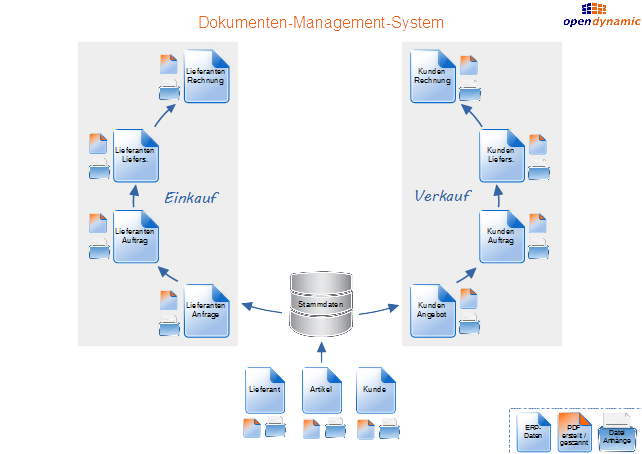 Dokumenten-Management-System
opendynamic
Lieferanten
Rechnung
Kunden
Rechnung
Lieferanten
Liefers.
Kunden
Liefers.
Einkauf
Verkauf
Lieferanten
Auftrag
Kunden
Auftrag
Lieferanten
Anfrage
Stammdaten
Kunden
Angebot
Lieferant
Artikel
Kunde
ERP-
Daten
PDF
erstellt /
gescannt
Datei
Anhänge